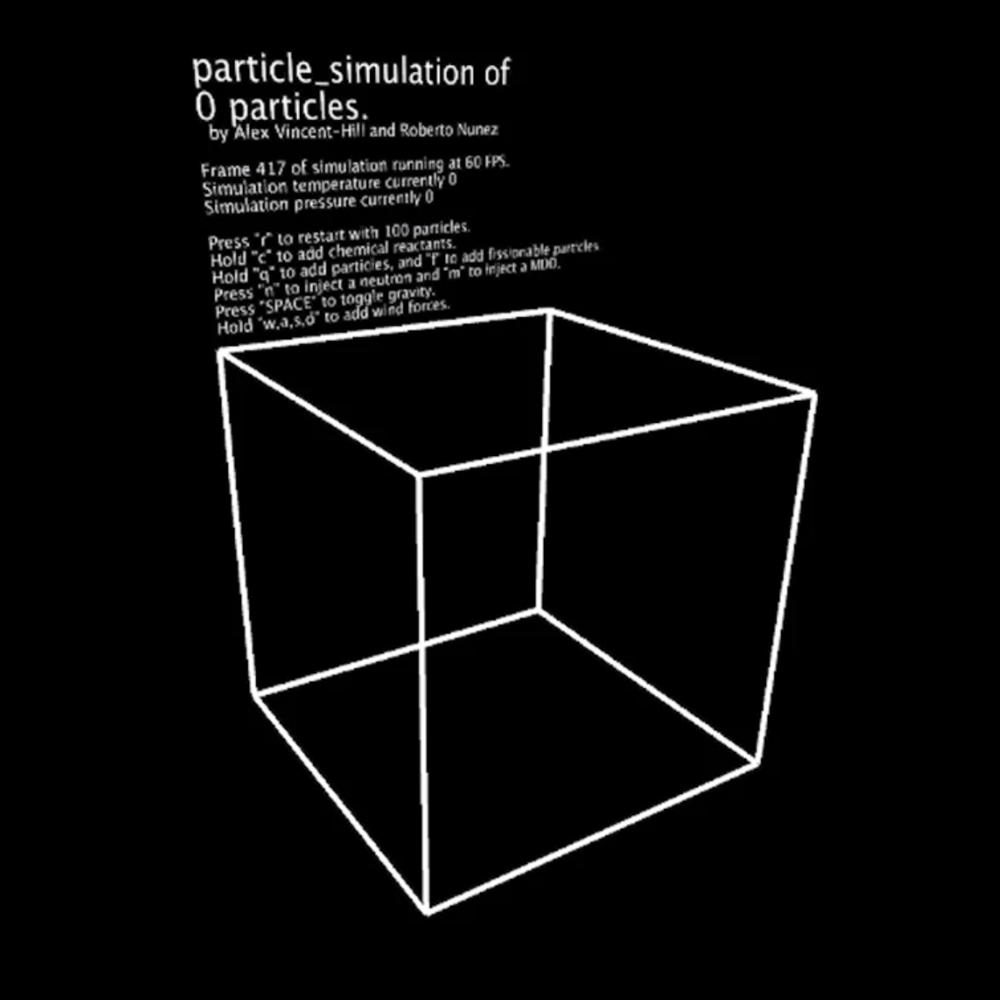 particle_simulation of
0 particles.
by Alex Vincent-Hill and Roberto Nunez
Frame 417 of simulation running at 60 FPS.
Simulation temperature currently 0
Simulation pressure currently 0
Press "r" to restart with 100 particles.
Hold "c" to add chemical reactants.
Hold "q" to add particles, and "f" to add fissionable particles
Press "n" to inject a neutron and "m" to inject a MDO.
Press "SPACE" to toggle gravity.
Hold "w,a,s,d" to add wind forces.